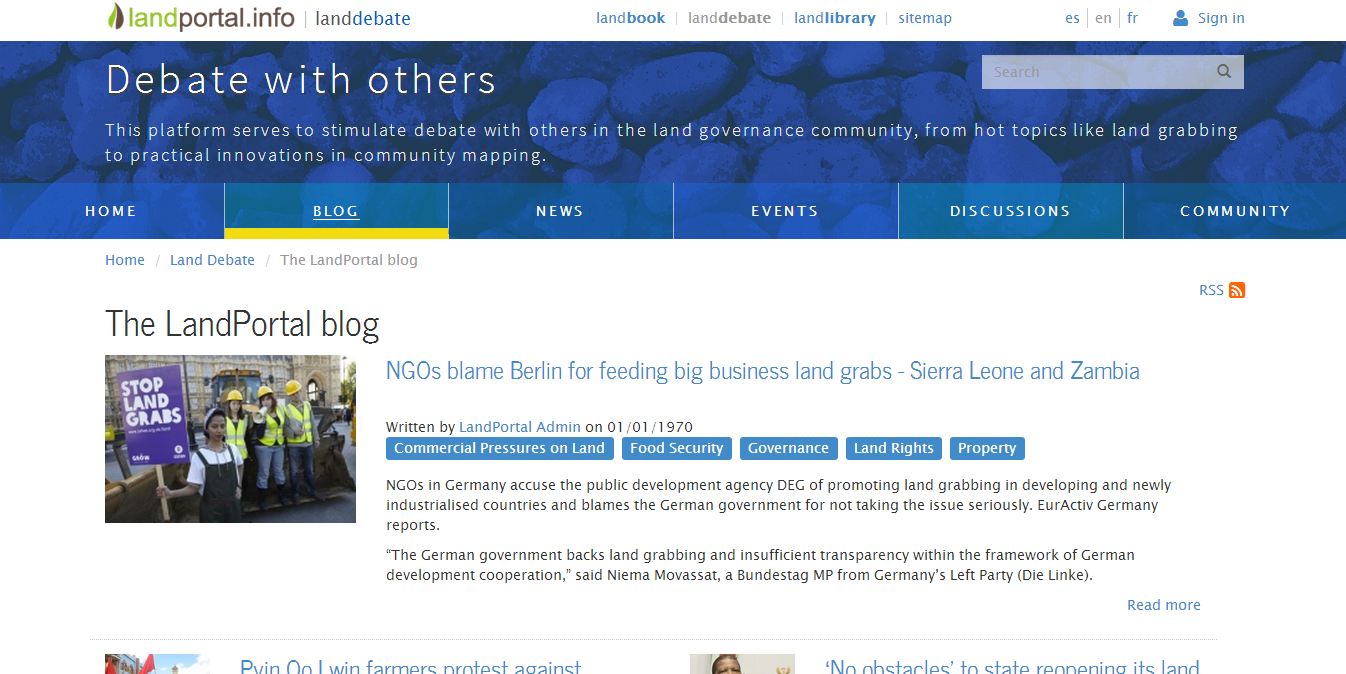 landportal.info | landdebate
landbook | landdebate | landlibrary | sitemap
es | en | fr
Sign in
Debate with others
Search
This platform serves to stimulate debate with others in the land governance community, from hot topics like land grabbing
to practical innovations in community mapping.
HOME
BLOG
NEWS
EVENTS
DISCUSSIONS
COMMUNITY
Home / Land Debate / The LandPortal blog
RSS
The LandPortal blog
STOP
LAND
GRABS
GROW
NGOs blame Berlin for feeding big business land grabs - Sierra Leone and Zambia
Written by LandPortal Admin on 01/01/1970
Commercial Pressures on Land
Food Security
Governance
Land Rights
Property
NGOs in Germany accuse the public development agency DEG of promoting land grabbing in developing and newly
industrialised countries and blames the German government for not taking the issue seriously. EurActiv Germany
reports.
“The German government backs land grabbing and insufficient transparency within the framework of German
development cooperation,” said Niema Movassat, a Bundestag MP from Germany’s Left Party (Die Linke).
Read more
Pyin Oo Lwin farmers protest against
‘No obstacles’ to state reopening its land